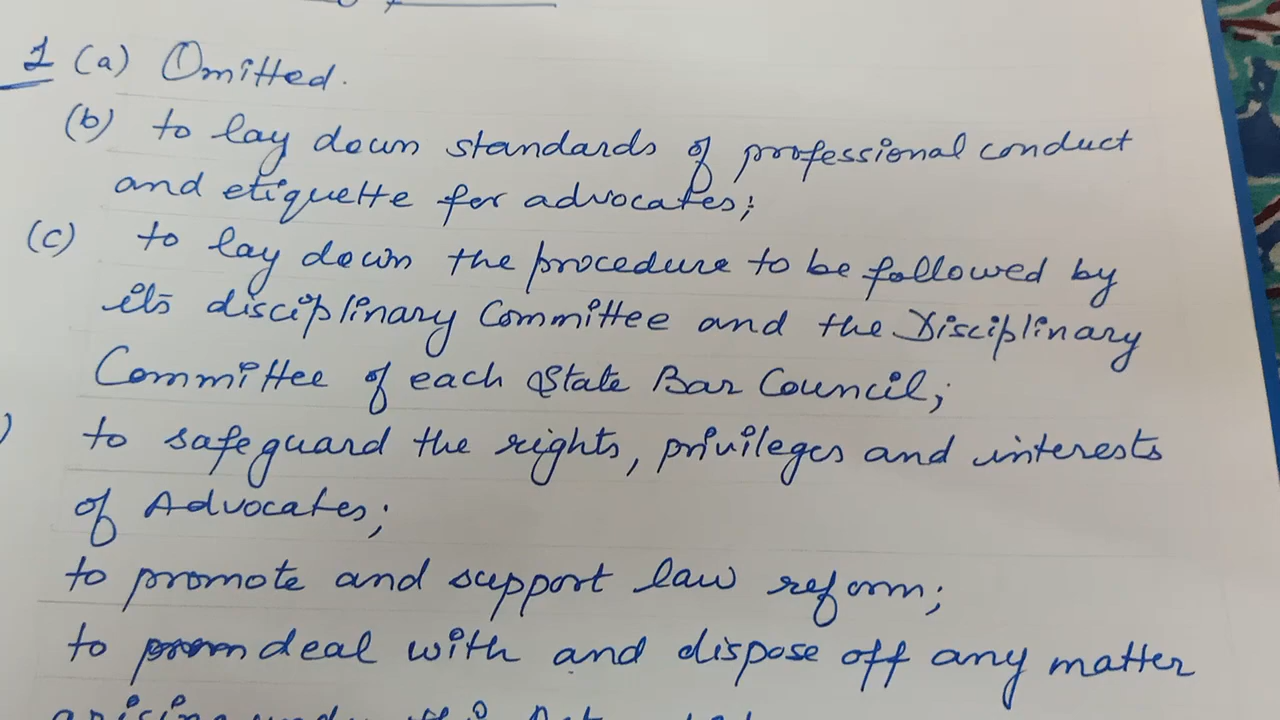 1 (a) Omitted.
(b) to lay down standards of professional conduct
and etiquette for advocates;
(c) to lay down the procedure to be followed by
its disciplinary Committee and the Disciplinary
Committee of each State Bar Council;
) to safeguard the rights, privileges and interests
of Advocates;
to promote and support law reform;
to deal with and dispose off any matter
arising under